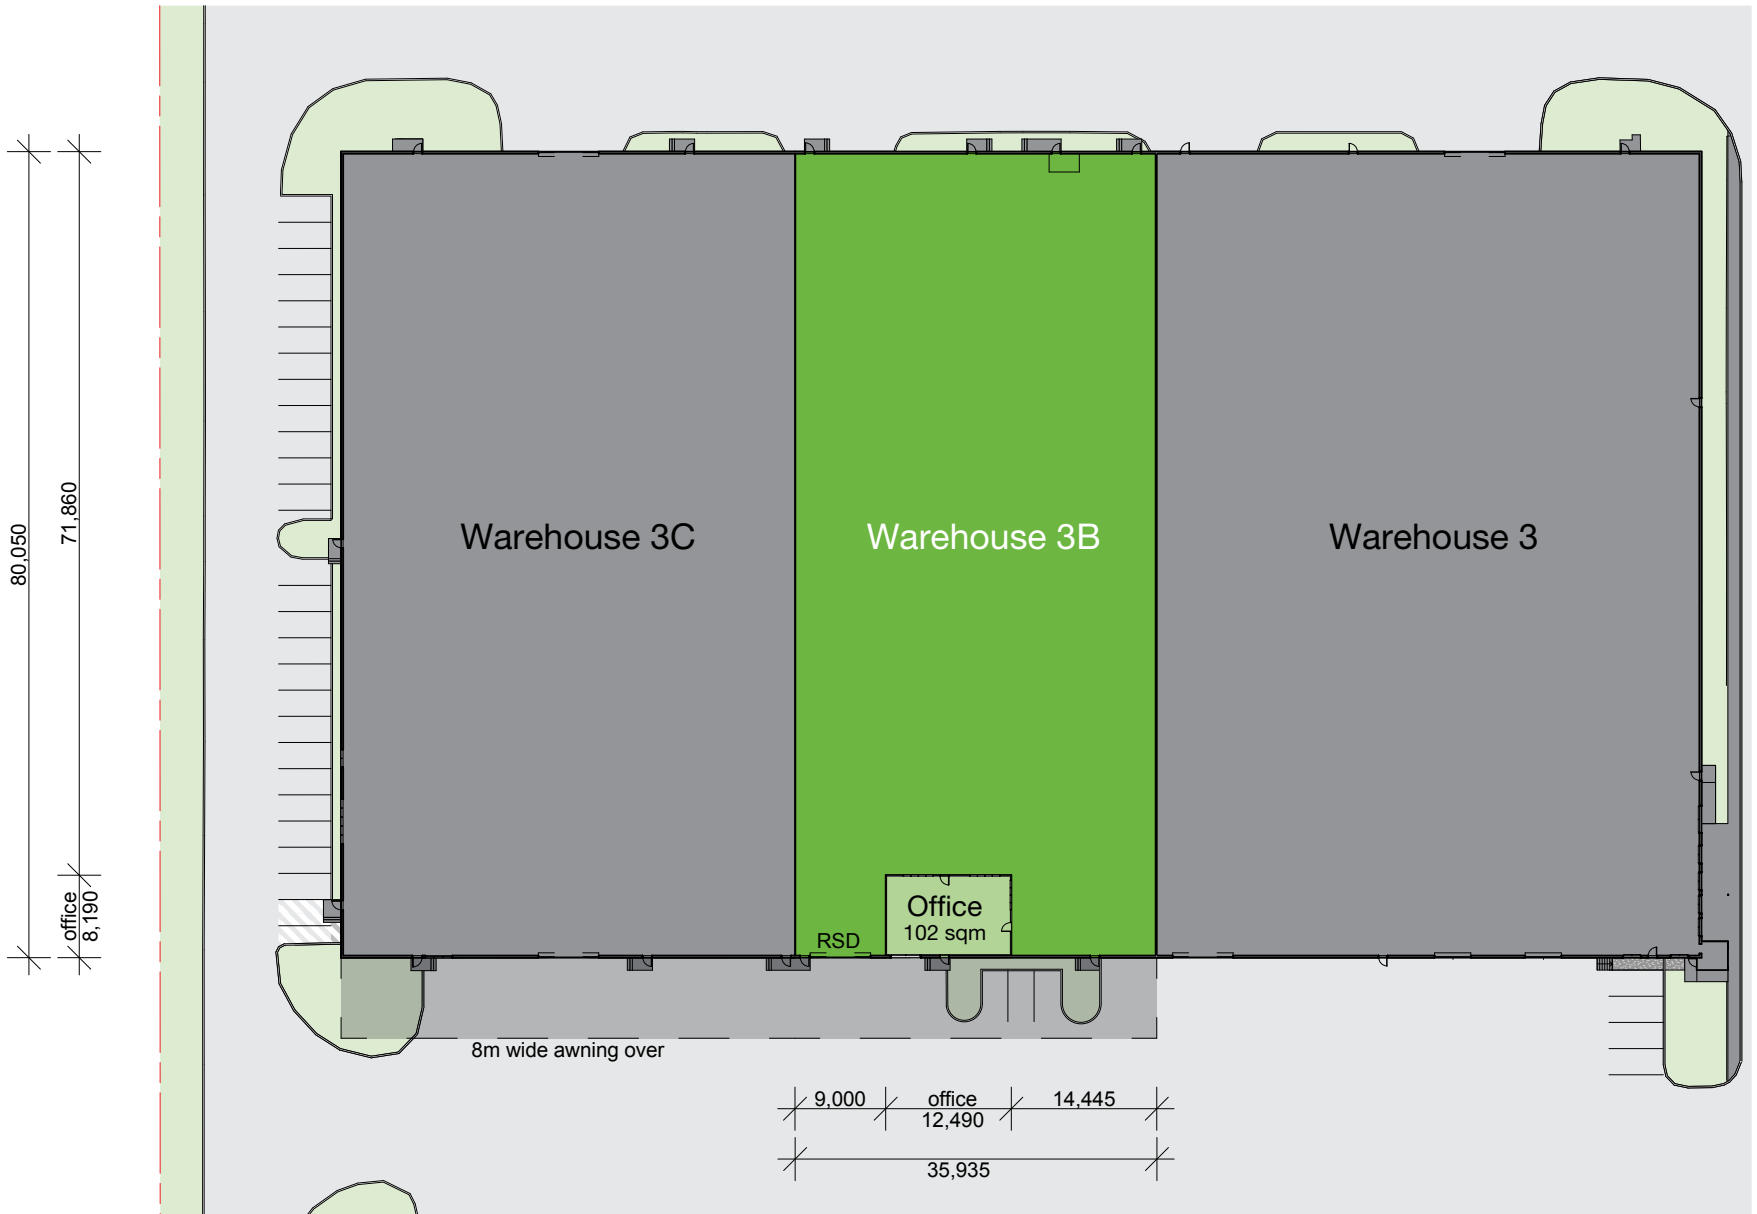 80,050
71,860
office
8,190
Warehouse 3C
Warehouse 3B
Warehouse 3
Office
102 sqm
RSD
8m wide awning over
9,000
office
12,490
14,445
35,935